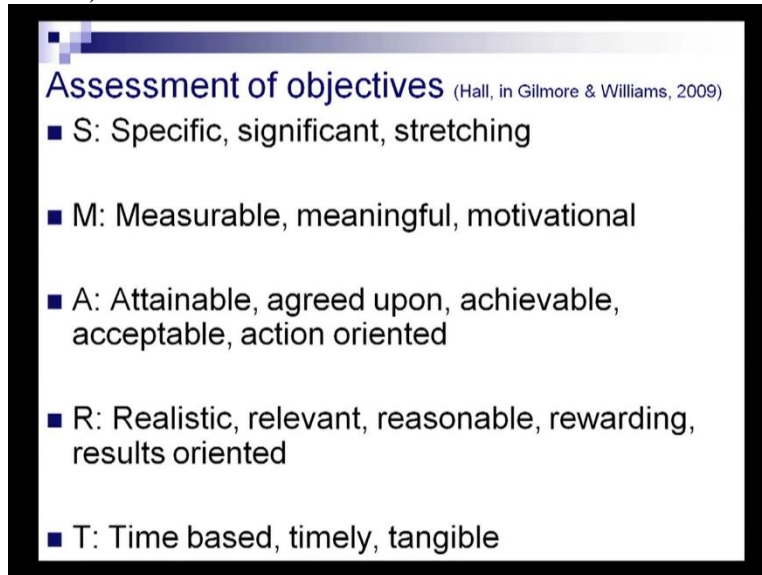 Assessment of objectives (Hall, in Gilmore & Williams, 2009)
S: Specific, significant, stretching
M: Measurable, meaningful, motivational
A: Attainable, agreed upon, achievable,
acceptable, action oriented
R: Realistic, relevant, reasonable, rewarding,
results oriented
T: Time based, timely, tangible